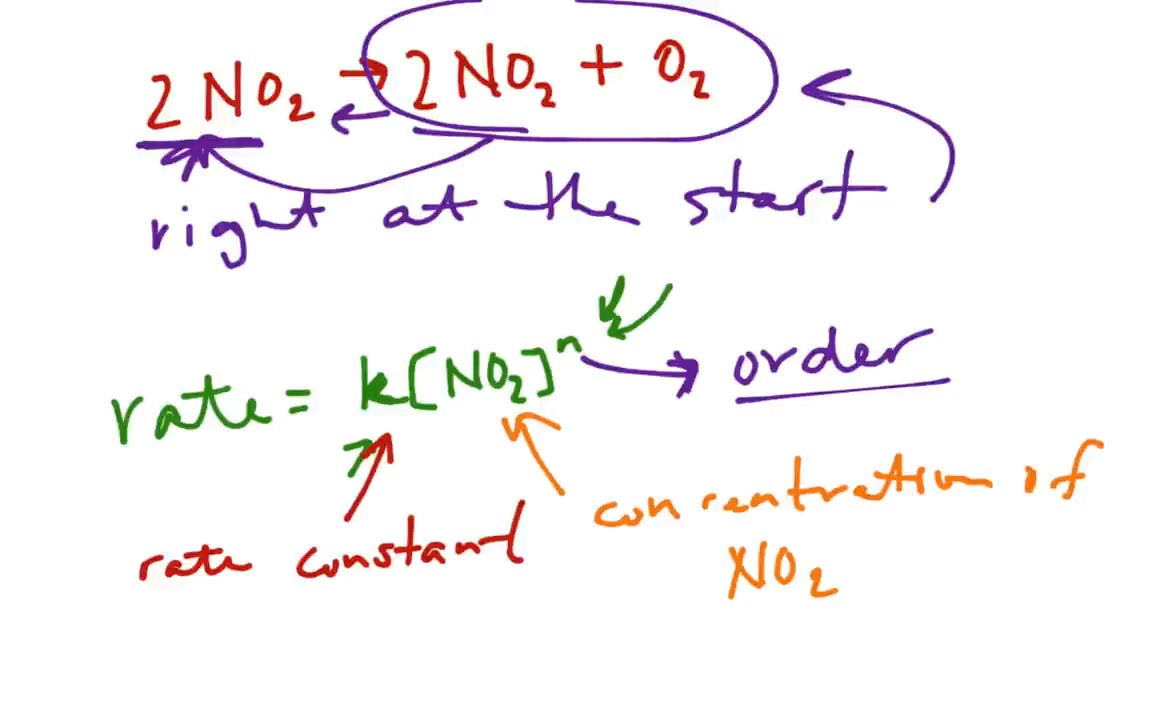 2NO₂ → 2NO₂ + O₂
right at the start
rate = k[NO₂]ⁿ → order
concentration of
NO₂
rate constant